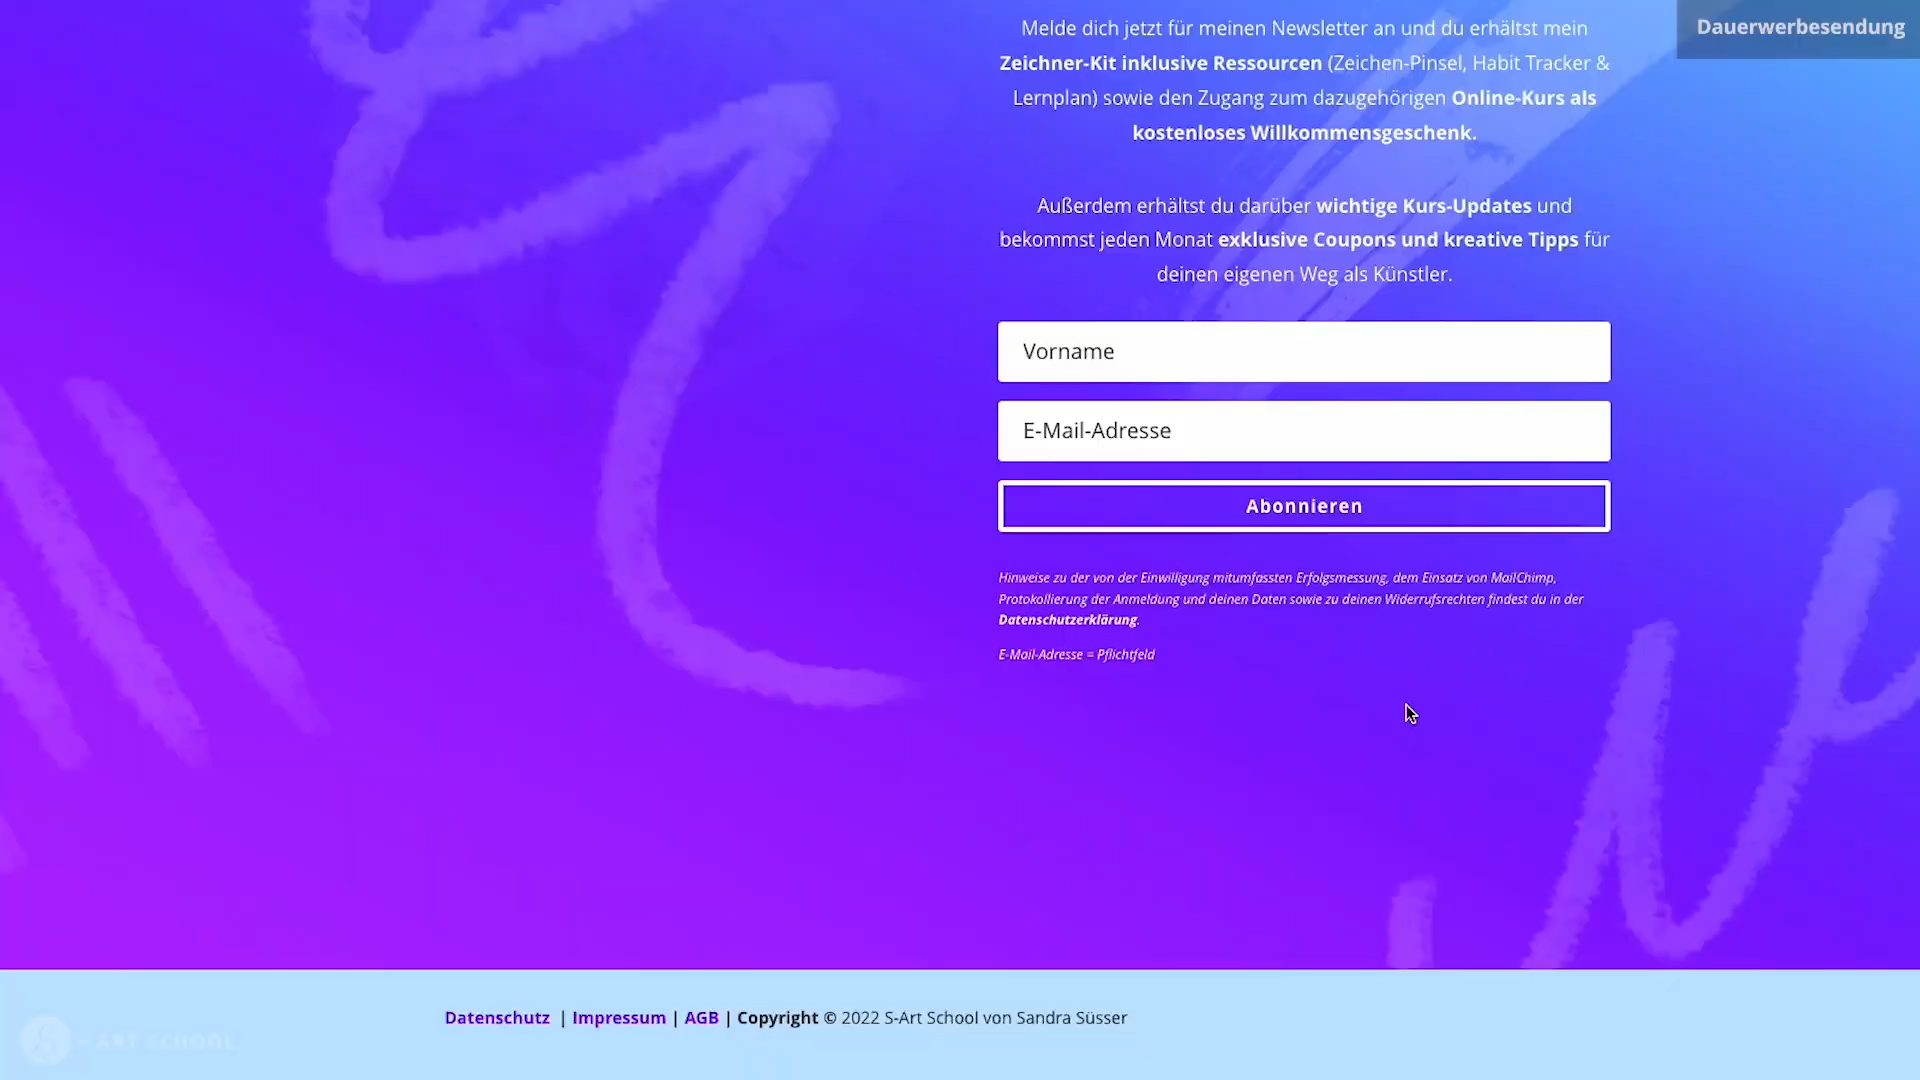 Dauerwerbesendung
Melde dich jetzt für meinen Newsletter an und du erhältst mein
Zeichner-Kit inklusive Ressourcen (Zeichen-Pinsel, Habit Tracker &
Lernplan) sowie den Zugang zum dazugehörigen Online-Kurs als
kostenloses Willkommensgeschenk.
Außerdem erhältst du darüber wichtige Kurs-Updates und
bekommst jeden Monat exklusive Coupons und kreative Tipps für
deinen eigenen Weg als Künstler.
Vorname
E-Mail-Adresse
Abonnieren
Hinweise zu der von der Einwilligung mitumfassten Erfolgsmessung, dem Einsatz von MailChimp,
Protokollierung der Anmeldung und deinen Daten sowie zu deinen Widerrufsrechten findest du in der
Datenschutzerklärung.
E-Mail-Adresse = Pflichtfeld
Datenschutz | Impressum | AGB | Copyright © 2022 S-Art School von Sandra Süsser
S - ART SCHOOL